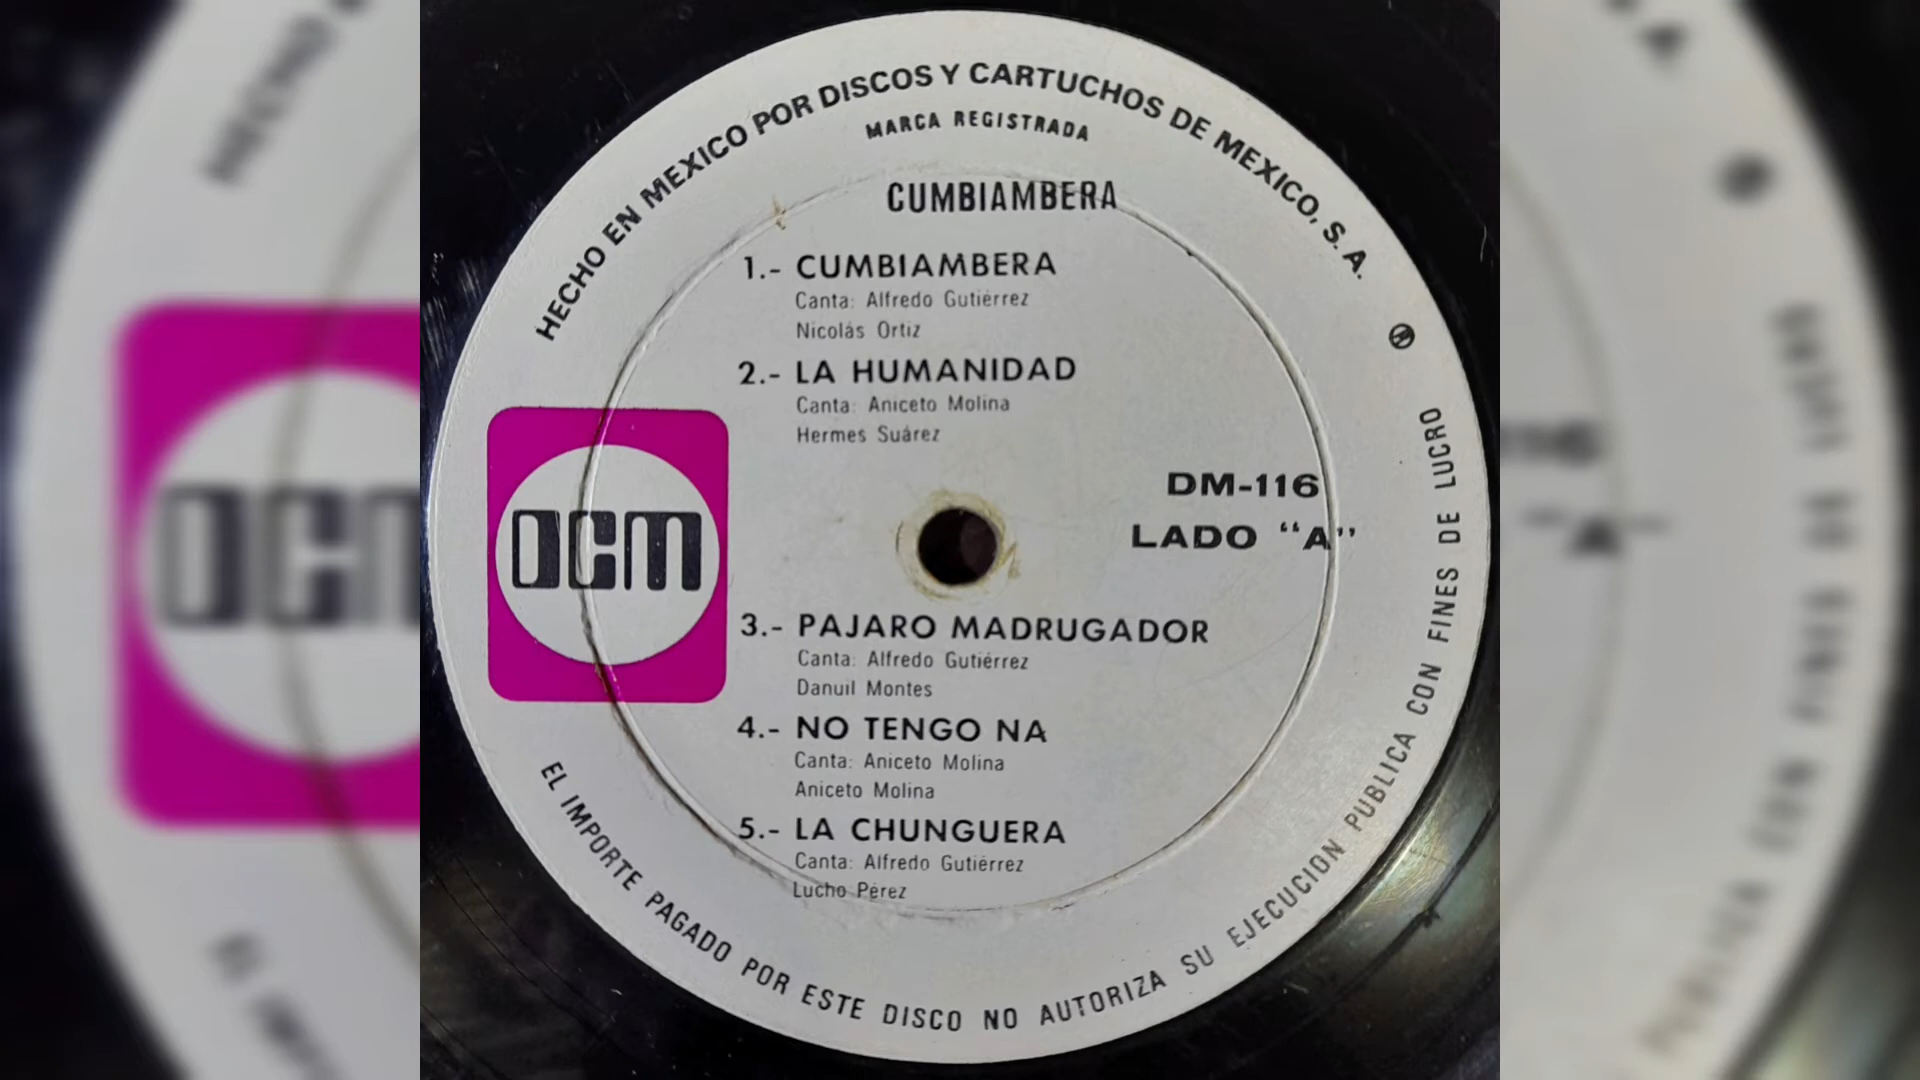 HECHO EN MEXICO POR DISCOS Y CARTUCHOS DE MEXICO, S. A.
MARCA REGISTRADA
CUMBIAMBERA
1.- CUMBIAMBERA
Canta: Alfredo Gutiérrez
Nicolás Ortiz
2.- LA HUMANIDAD
Canta: Aniceto Molina
Hermes Suárez
DCM
DM-116
LADO “A”
3.- PAJARO MADRUGADOR
Canta: Alfredo Gutiérrez
Danuil Montes
4.- NO TENGO NA
Canta: Aniceto Molina
Aniceto Molina
5.- LA CHUNGUERA
Canta: Alfredo Gutiérrez
Lucho Pérez
EL IMPORTE PAGADO POR ESTE DISCO NO AUTORIZA SU EJECUCION PUBLICA CON FINES DE LUCRO